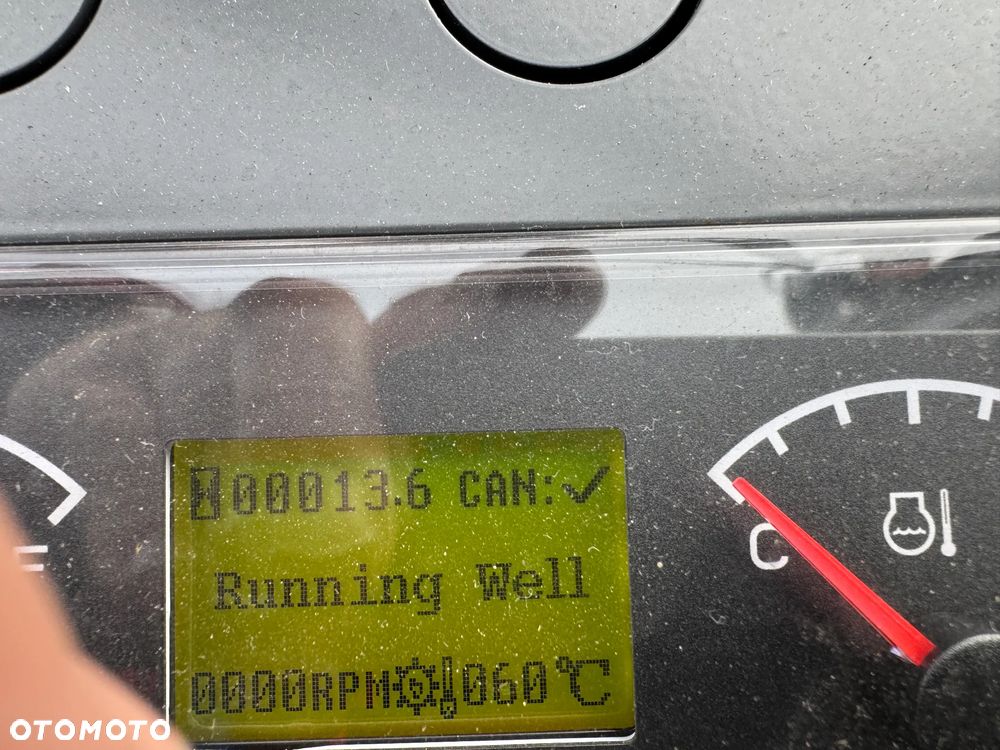 00013.6 CAN:✓
F
Running Well
C
0000RPM 060℃
OTOMOTO